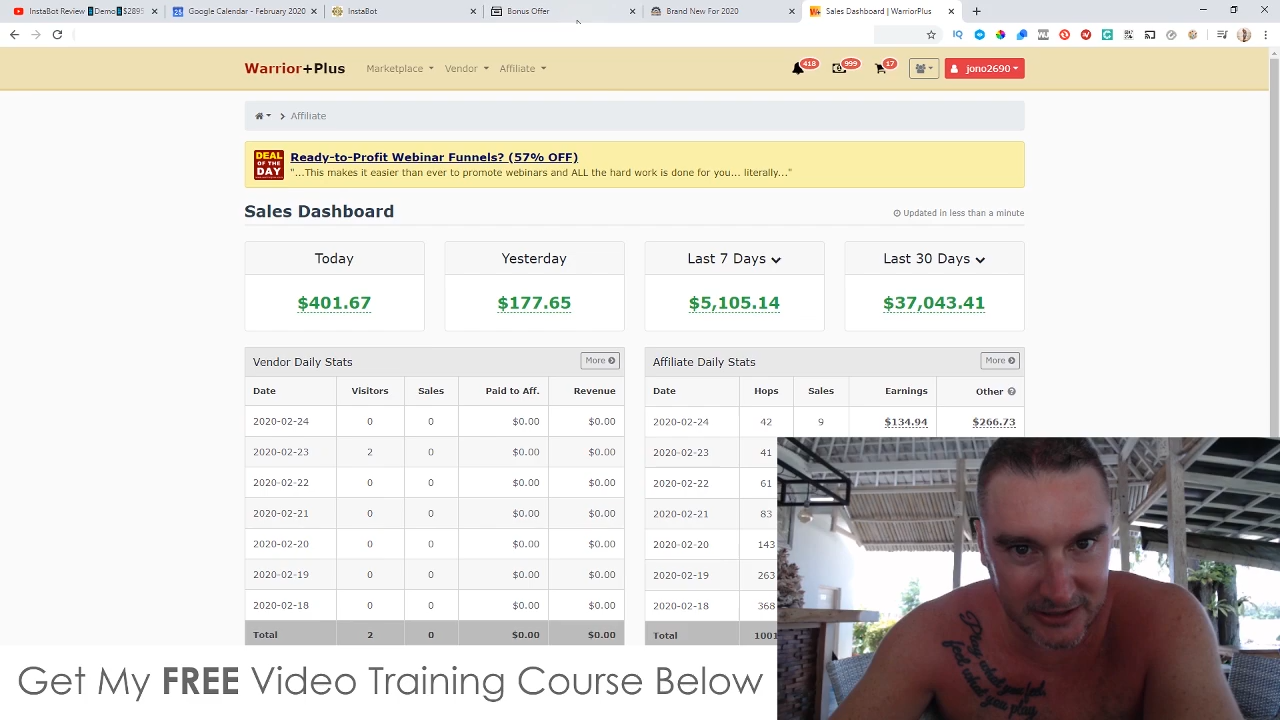 InstaBot Review Demo $2895
Google Calendar - February 2020
InstaBot
Bonus Offer
Brand New For 2020
Sales Dashboard | WarriorPlus
Warrior+Plus
Marketplace
Vendor
Affiliate
418
999
17
jono2690
Affiliate
DEAL OF THE DAY
Ready-to-Profit Webinar Funnels? (57% OFF)
"...This makes it easier than ever to promote webinars and ALL the hard work is done for you... literally..."
Sales Dashboard
Updated in less than a minute
Today
Yesterday
Last 7 Days
Last 30 Days
$401.67
$177.65
$5,105.14
$37,043.41
Vendor Daily Stats
More
Date Visitors Sales Paid to Aff. Revenue
2020-02-24 0 0 $0.00 $0.00
2020-02-23 2 0 $0.00 $0.00
2020-02-22 0 0 $0.00 $0.00
2020-02-21 0 0 $0.00 $0.00
2020-02-20 0 0 $0.00 $0.00
2020-02-19 0 0 $0.00 $0.00
2020-02-18 0 0 $0.00 $0.00
Total 2 0 $0.00 $0.00
Affiliate Daily Stats
More
Date Hops Sales Earnings Other
2020-02-24 42 9 $134.94 $266.73
2020-02-23 41
2020-02-22 61
2020-02-21 83
2020-02-20 143
2020-02-19 263
2020-02-18 368
Total 1001
Get My FREE Video Training Course Below